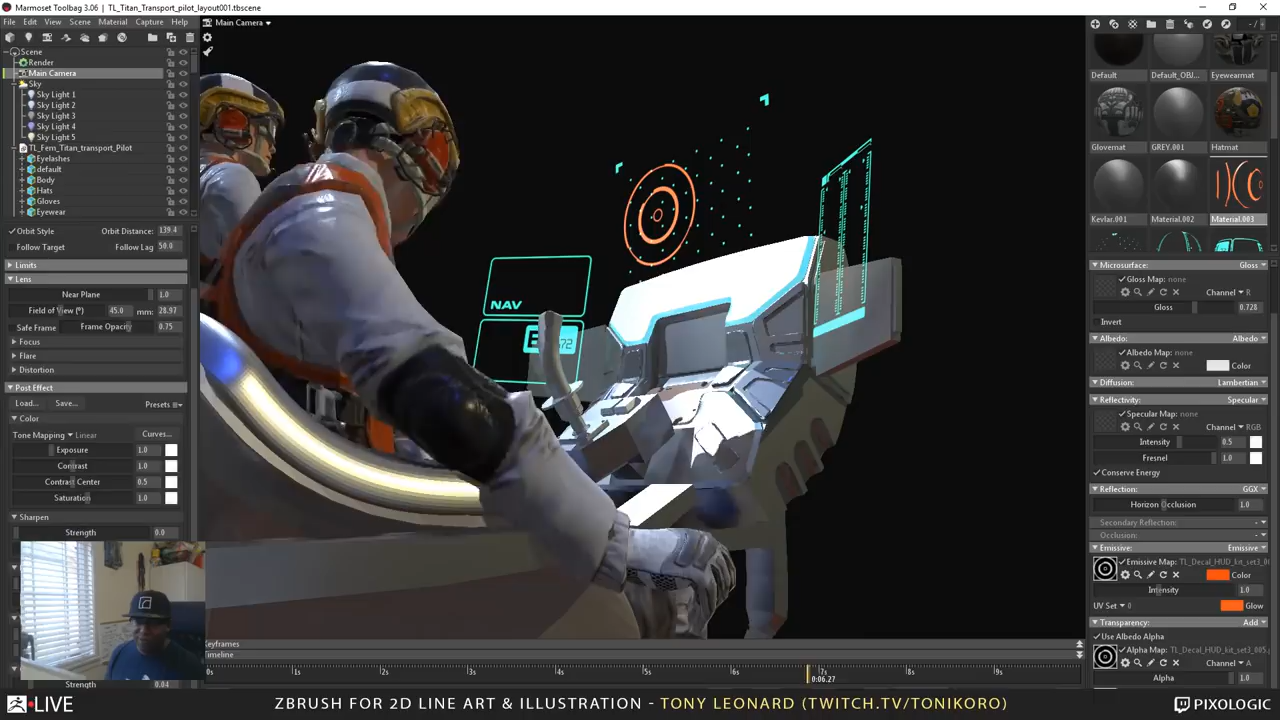 Marmoset Toolbag 3.06 | TL_Titan_Transport_pilot_layout001.tbscene
File Edit View Scene Material Capture Help
Main Camera
Scene
Render
Main Camera
Sky
Sky Light 1
Sky Light 2
Sky Light 3
Sky Light 4
Sky Light 5
TL_Fem_Titan_transport_Pilot
Eyelashes
default
Body
Hats
Gloves
Eyewear
Orbit Style Orbit Distance: 139.4
Follow Target Follow Lag 50.0
Limits
Lens
Near Plane 1.0
Field of View (°) 45.0 mm: 28.97
Safe Frame Frame Opacity 0.75
Focus
Flare
Distortion
Post Effect
Load... Save... Presets
Color
Tone Mapping Linear Curves...
Exposure 1.0
Contrast 1.0
Contrast Center 0.5
Saturation 1.0
Sharpen
Strength 0.0
Strength 0.04
NAV
Keyframes
Timeline
0s 1s 2s 3s 4s 5s 6s 7s 8s 9s
0:06.27
Default Default_OBJ... Eyewearmat
Glovemat GREY.001 Hatmat
Kevlar.001 Material.002 Material.003
Microsurface: Gloss
Gloss Map: none
Channel R
Gloss 0.728
Invert
Albedo: Albedo
Albedo Map: none
Color
Diffusion: Lambertian
Reflectivity: Specular
Specular Map: none
Channel RGB
Intensity 0.5
Fresnel 1.0
Conserve Energy
Reflection: GGX
Horizon Occlusion 1.0
Secondary Reflection: -
Occlusion: -
Emissive: Emissive
Emissive Map: TL_Decal_HUD_kit_set3_0
Color
Intensity 1.0
UV Set 0 Glow
Transparency: Add
Use Albedo Alpha
Alpha Map: TL_Decal_HUD_kit_set3_005.
Channel A
Alpha 1.0
LIVE ZBRUSH FOR 2D LINE ART & ILLUSTRATION - TONY LEONARD (TWITCH.TV/TONIKORO) PIXOLOGIC